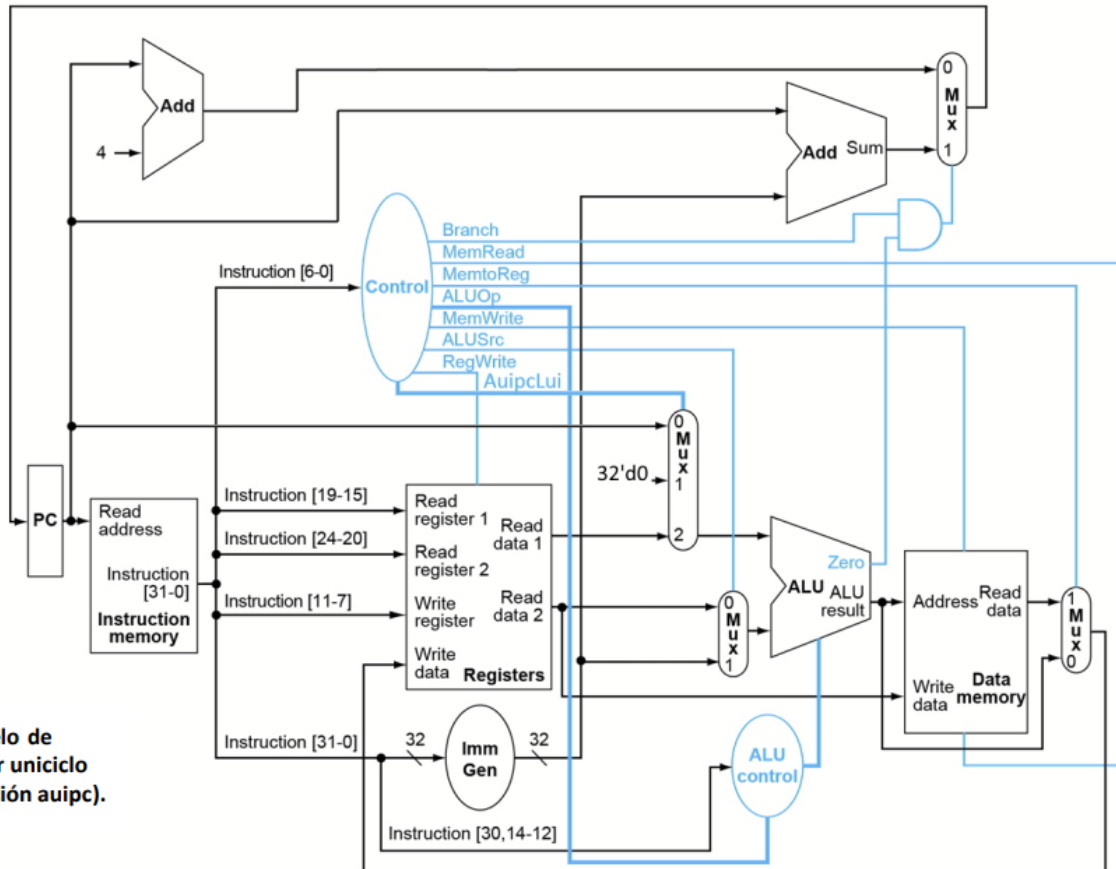 Add
4
Add Sum
0
M
u
x
1
Branch
MemRead
MemtoReg
ALUOp
MemWrite
ALUSrc
RegWrite
AuipcLui
Control
Instruction [6-0]
0
M
u
x
1
2
32'd0
PC
Read
address
Instruction
[31-0]
Instruction
memory
Instruction [19-15]
Instruction [24-20]
Instruction [11-7]
Instruction [31-0]
Read
register 1
Read
register 2
Write
register
Write
data
Read
data 1
Read
data 2
Registers
0
M
u
x
1
Zero
ALU
ALU
result
Address
Read
data
Write
data
Data
memory
1
M
u
x
0
32
Imm
Gen
32
ALU
control
Instruction [30,14-12]
lo de
r uniciclo
ión auipc).